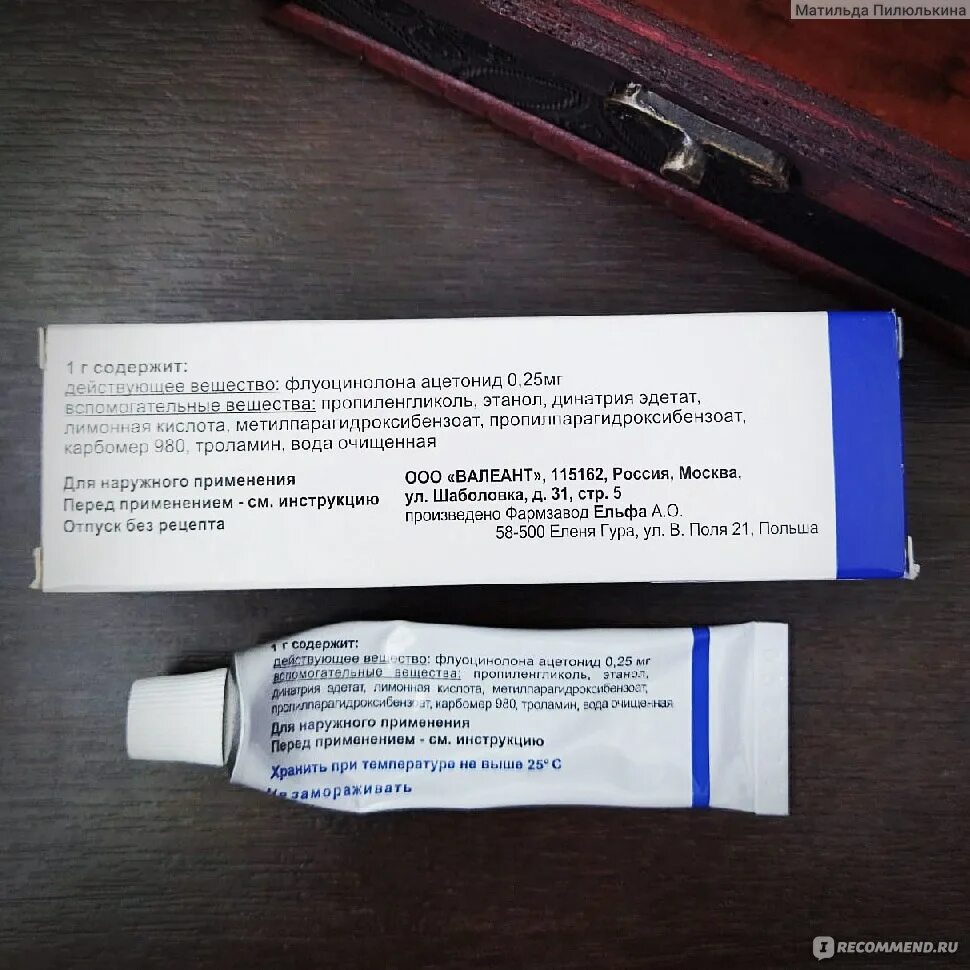 Матильда Пилюлькина
1 г содержит:
действующее вещество: флуоцинолона ацетонид 0,25мг
вспомогательные вещества: пропиленгликоль, этанол, динатрия эдетат,
лимонная кислота, метилпарагидроксибензоат, пропилпарагидроксибензоат,
карбомер 980, троламин, вода очищенная
Для наружного применения
Перед применением - см. инструкцию
Отпуск без рецепта
ООО «ВАЛЕАНТ», 115162, Россия, Москва,
ул. Шаболовка, д. 31, стр. 5
произведено Фармзавод Ельфа А.О.
58-500 Еленя Гура, ул. В. Поля 21, Польша
1 г содержит:
действующее вещество: флуоцинолона ацетонид 0,25 мг
вспомогательные вещества: пропиленгликоль, этанол,
динатрия эдетат, лимонная кислота, метилпарагидроксибензоат,
пропилпарагидроксибензоат, карбомер 980, троламин, вода очищенная
Для наружного применения
Перед применением - см. инструкцию
Хранить при температуре не выше 25° С
Не замораживать
IRECOMMEND.RU